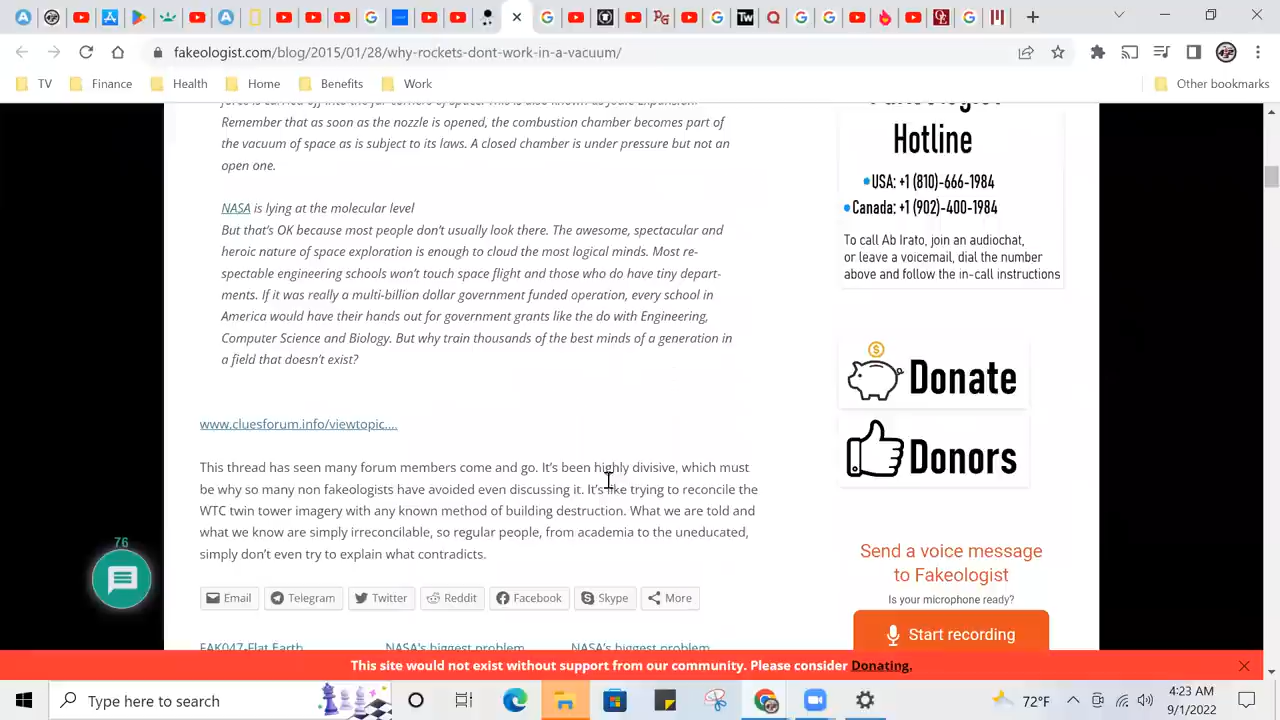 fakeologist.com/blog/2015/01/28/why-rockets-dont-work-in-a-vacuum/
TV
Finance
Health
Home
Benefits
Work
Other bookmarks
Remember that as soon as the nozzle is opened, the combustion chamber becomes part of
the vacuum of space as is subject to its laws. A closed chamber is under pressure but not an
open one.
NASA is lying at the molecular level
But that's OK because most people don't usually look there. The awesome, spectacular and
heroic nature of space exploration is enough to cloud the most logical minds. Most re-
spectable engineering schools won't touch space flight and those who do have tiny depart-
ments. If it was really a multi-billion dollar government funded operation, every school in
America would have their hands out for government grants like the do with Engineering,
Computer Science and Biology. But why train thousands of the best minds of a generation in
a field that doesn't exist?
www.cluesforum.info/viewtopic....
This thread has seen many forum members come and go. It's been highly divisive, which must
be why so many non fakeologists have avoided even discussing it. It's like trying to reconcile the
WTC twin tower imagery with any known method of building destruction. What we are told and
what we know are simply irreconcilable, so regular people, from academia to the uneducated,
simply don't even try to explain what contradicts.
Email
Telegram
Twitter
Reddit
Facebook
Skype
More
FAK047-Flat Earth
NASA's biggest problem
NASA's biggest problem
76
Fakeologist
Hotline
USA: +1 (810)-666-1984
Canada: +1 (902)-400-1984
To call Ab Irato, join an audiochat,
or leave a voicemail, dial the number
above and follow the in-call instructions
Donate
Donors
Send a voice message
to Fakeologist
Is your microphone ready?
Start recording
This site would not exist without support from our community. Please consider Donating.
Type here to search
72°F
4:23 AM
9/1/2022